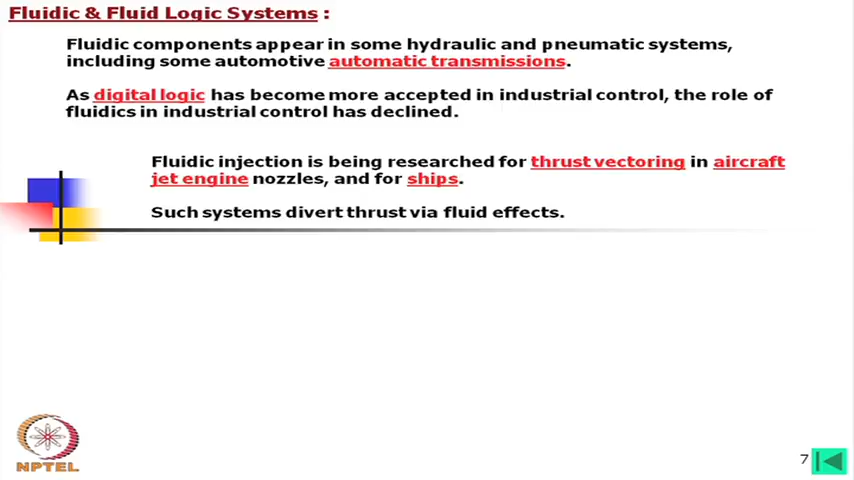 Fluidic & Fluid Logic Systems :
Fluidic components appear in some hydraulic and pneumatic systems,
including some automotive automatic transmissions.
As digital logic has become more accepted in industrial control, the role of
fluidics in industrial control has declined.
Fluidic injection is being researched for thrust vectoring in aircraft
jet engine nozzles, and for ships.
Such systems divert thrust via fluid effects.
NPTEL
7